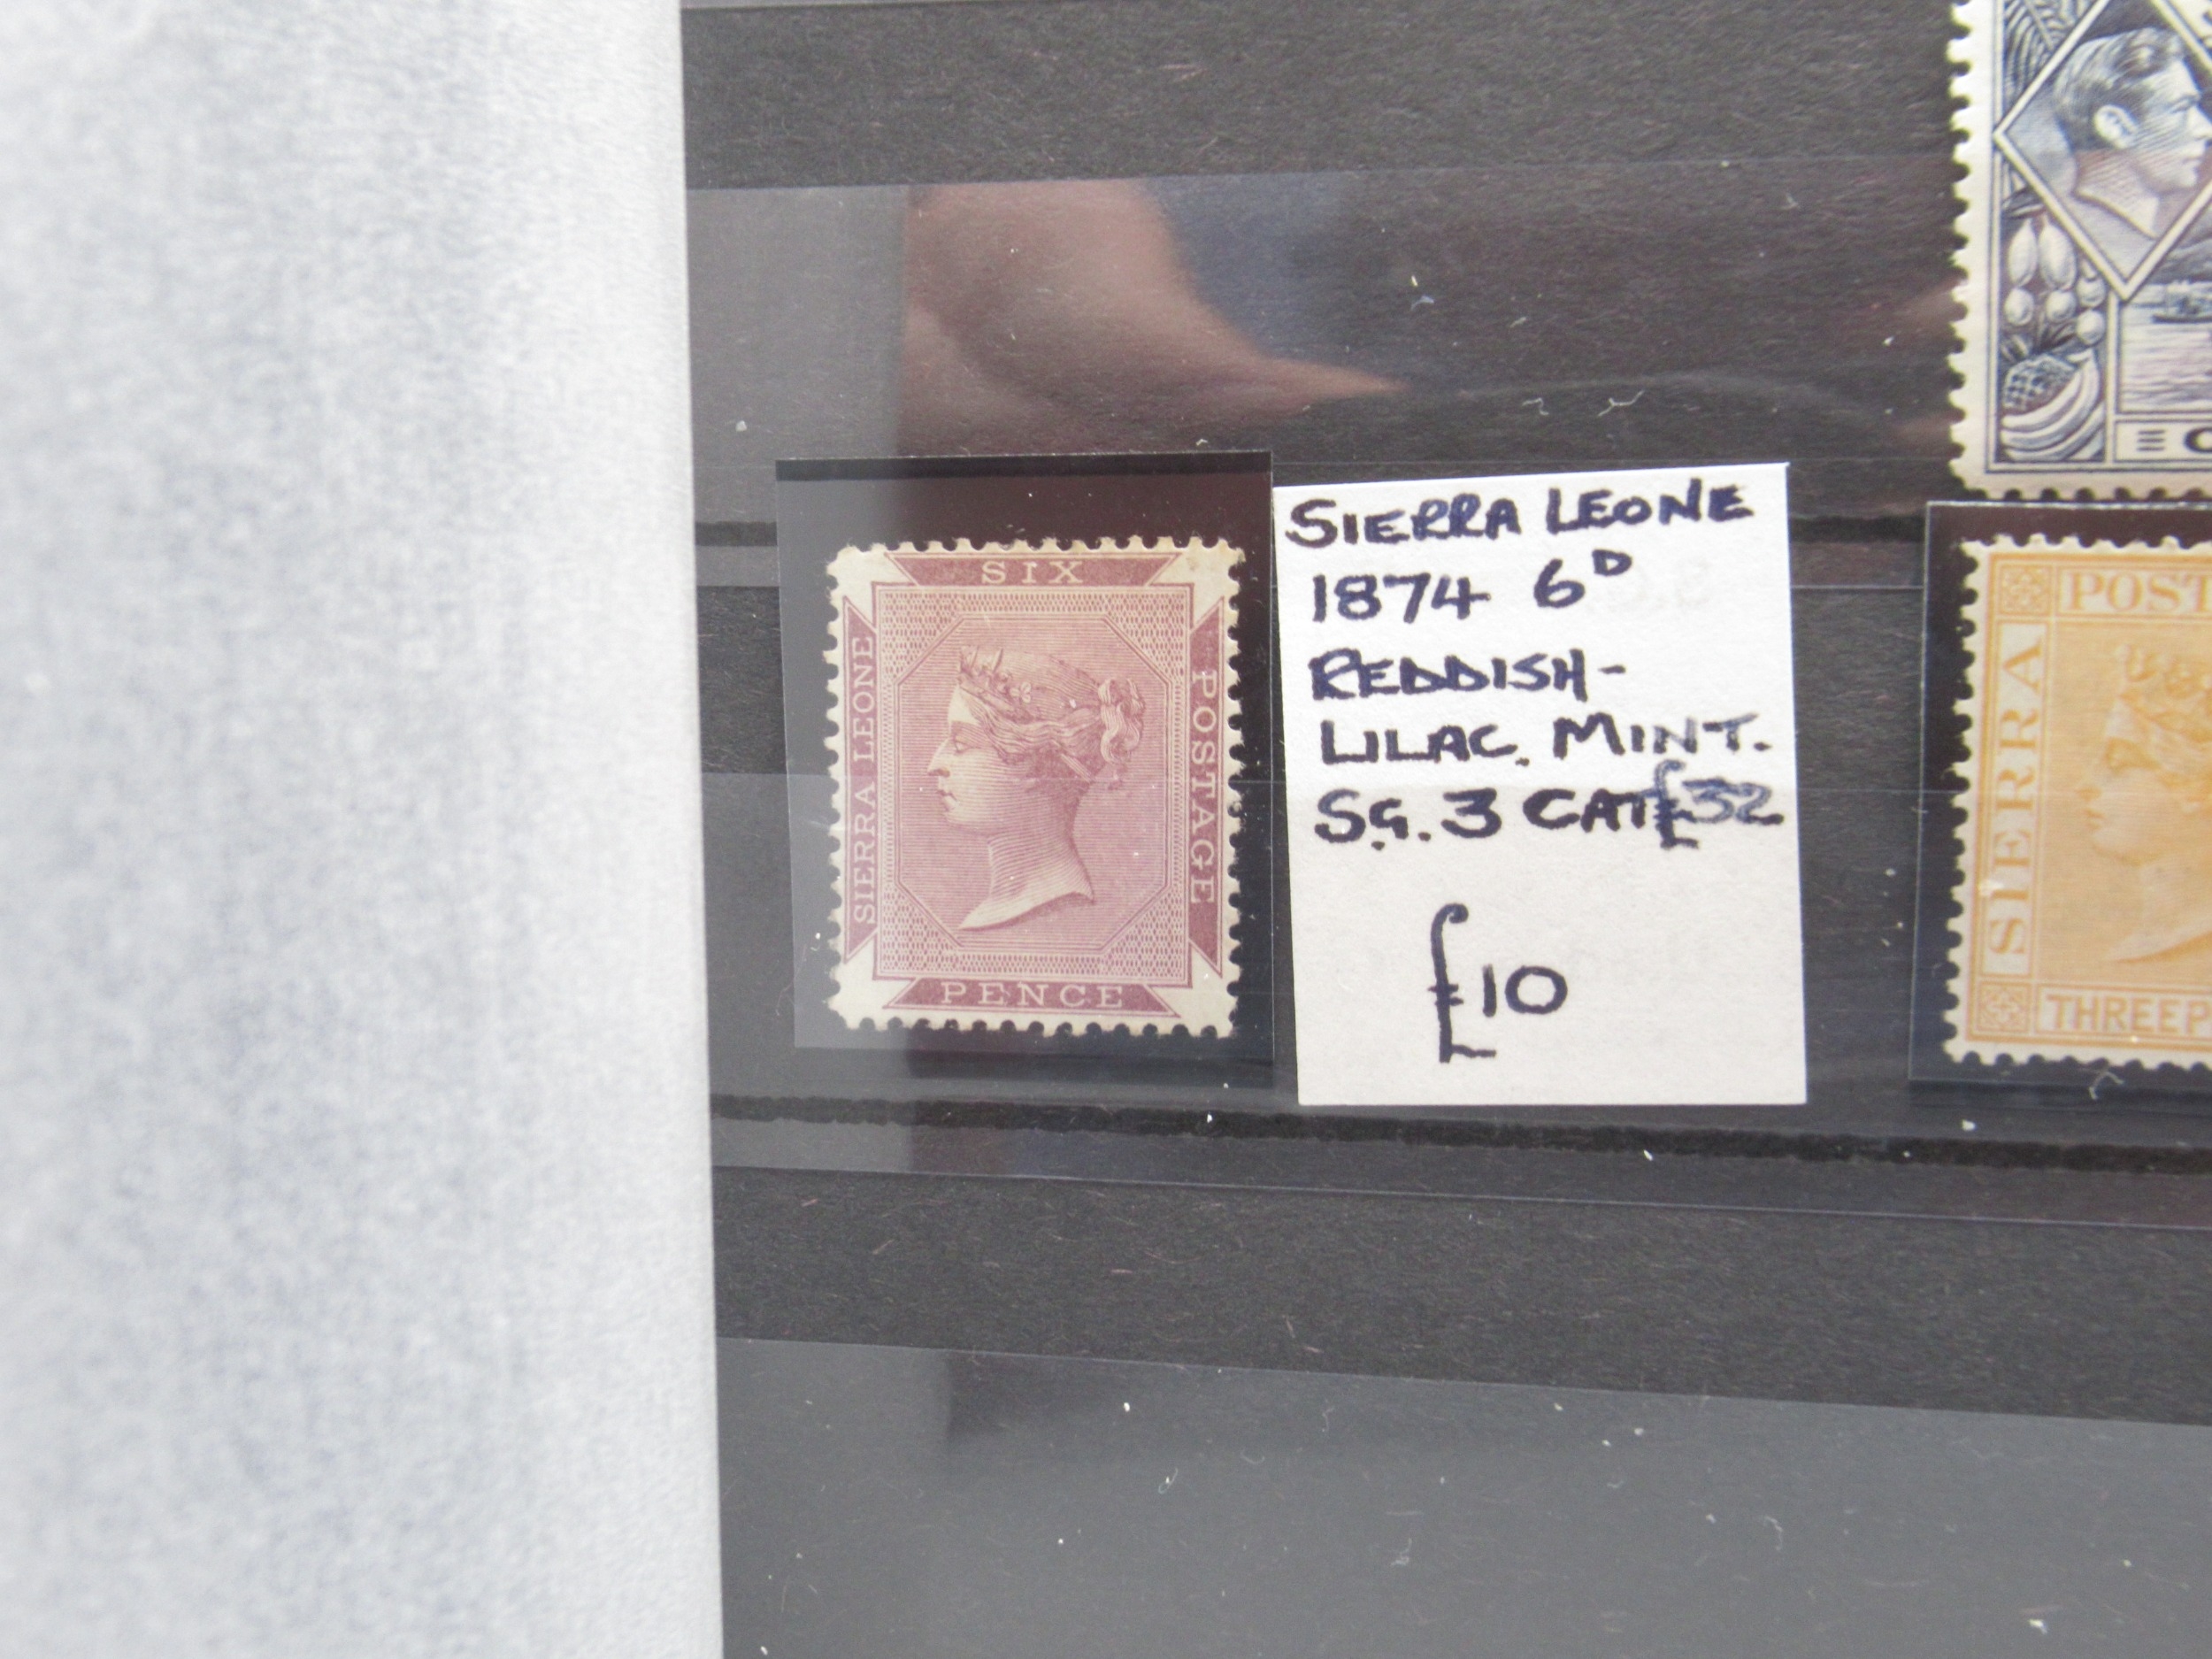 SIX
SIERRA LEONE
POSTAGE
PENCE
SIERRA LEONE
1874 6D
REDDISH-
LILAC. MINT.
S.G. 3 CAT £32
£10
POST
SIERRA
THREEP